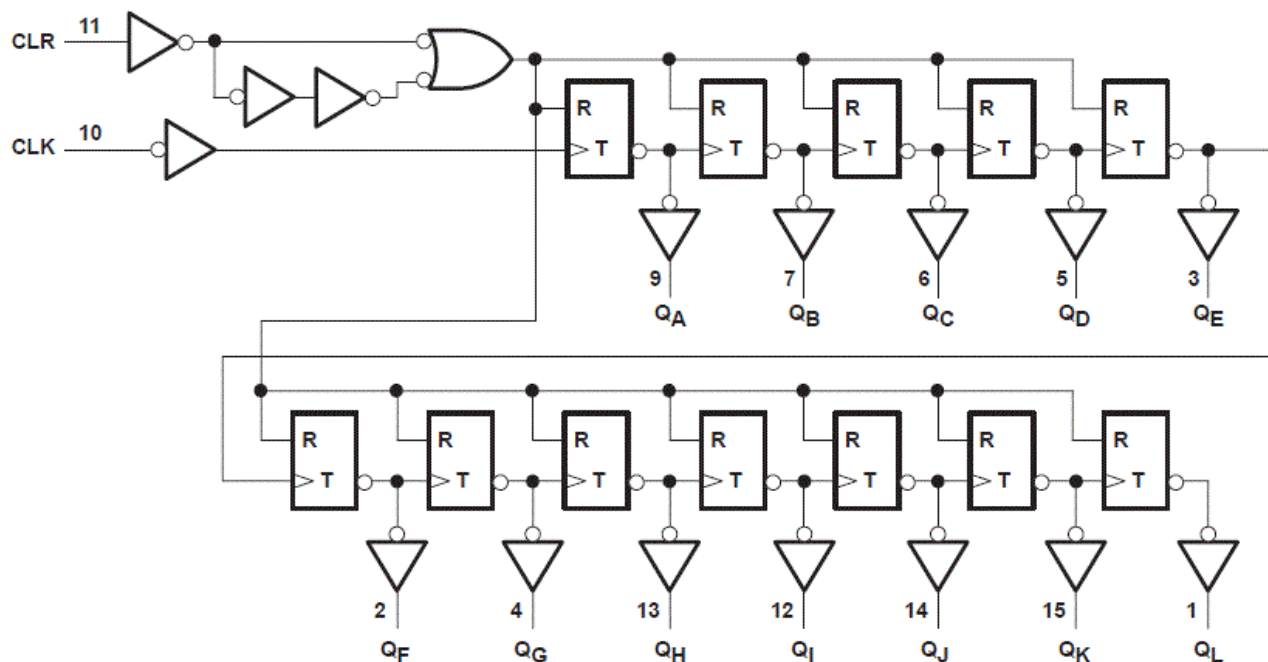 CLR 11
CLK 10
R R R R R
T T T T T
9 7 6 5 3
QA QB QC QD QE
R R R R R R R
T T T T T T T
2 4 13 12 14 15 1
QF QG QH QI QJ QK QL